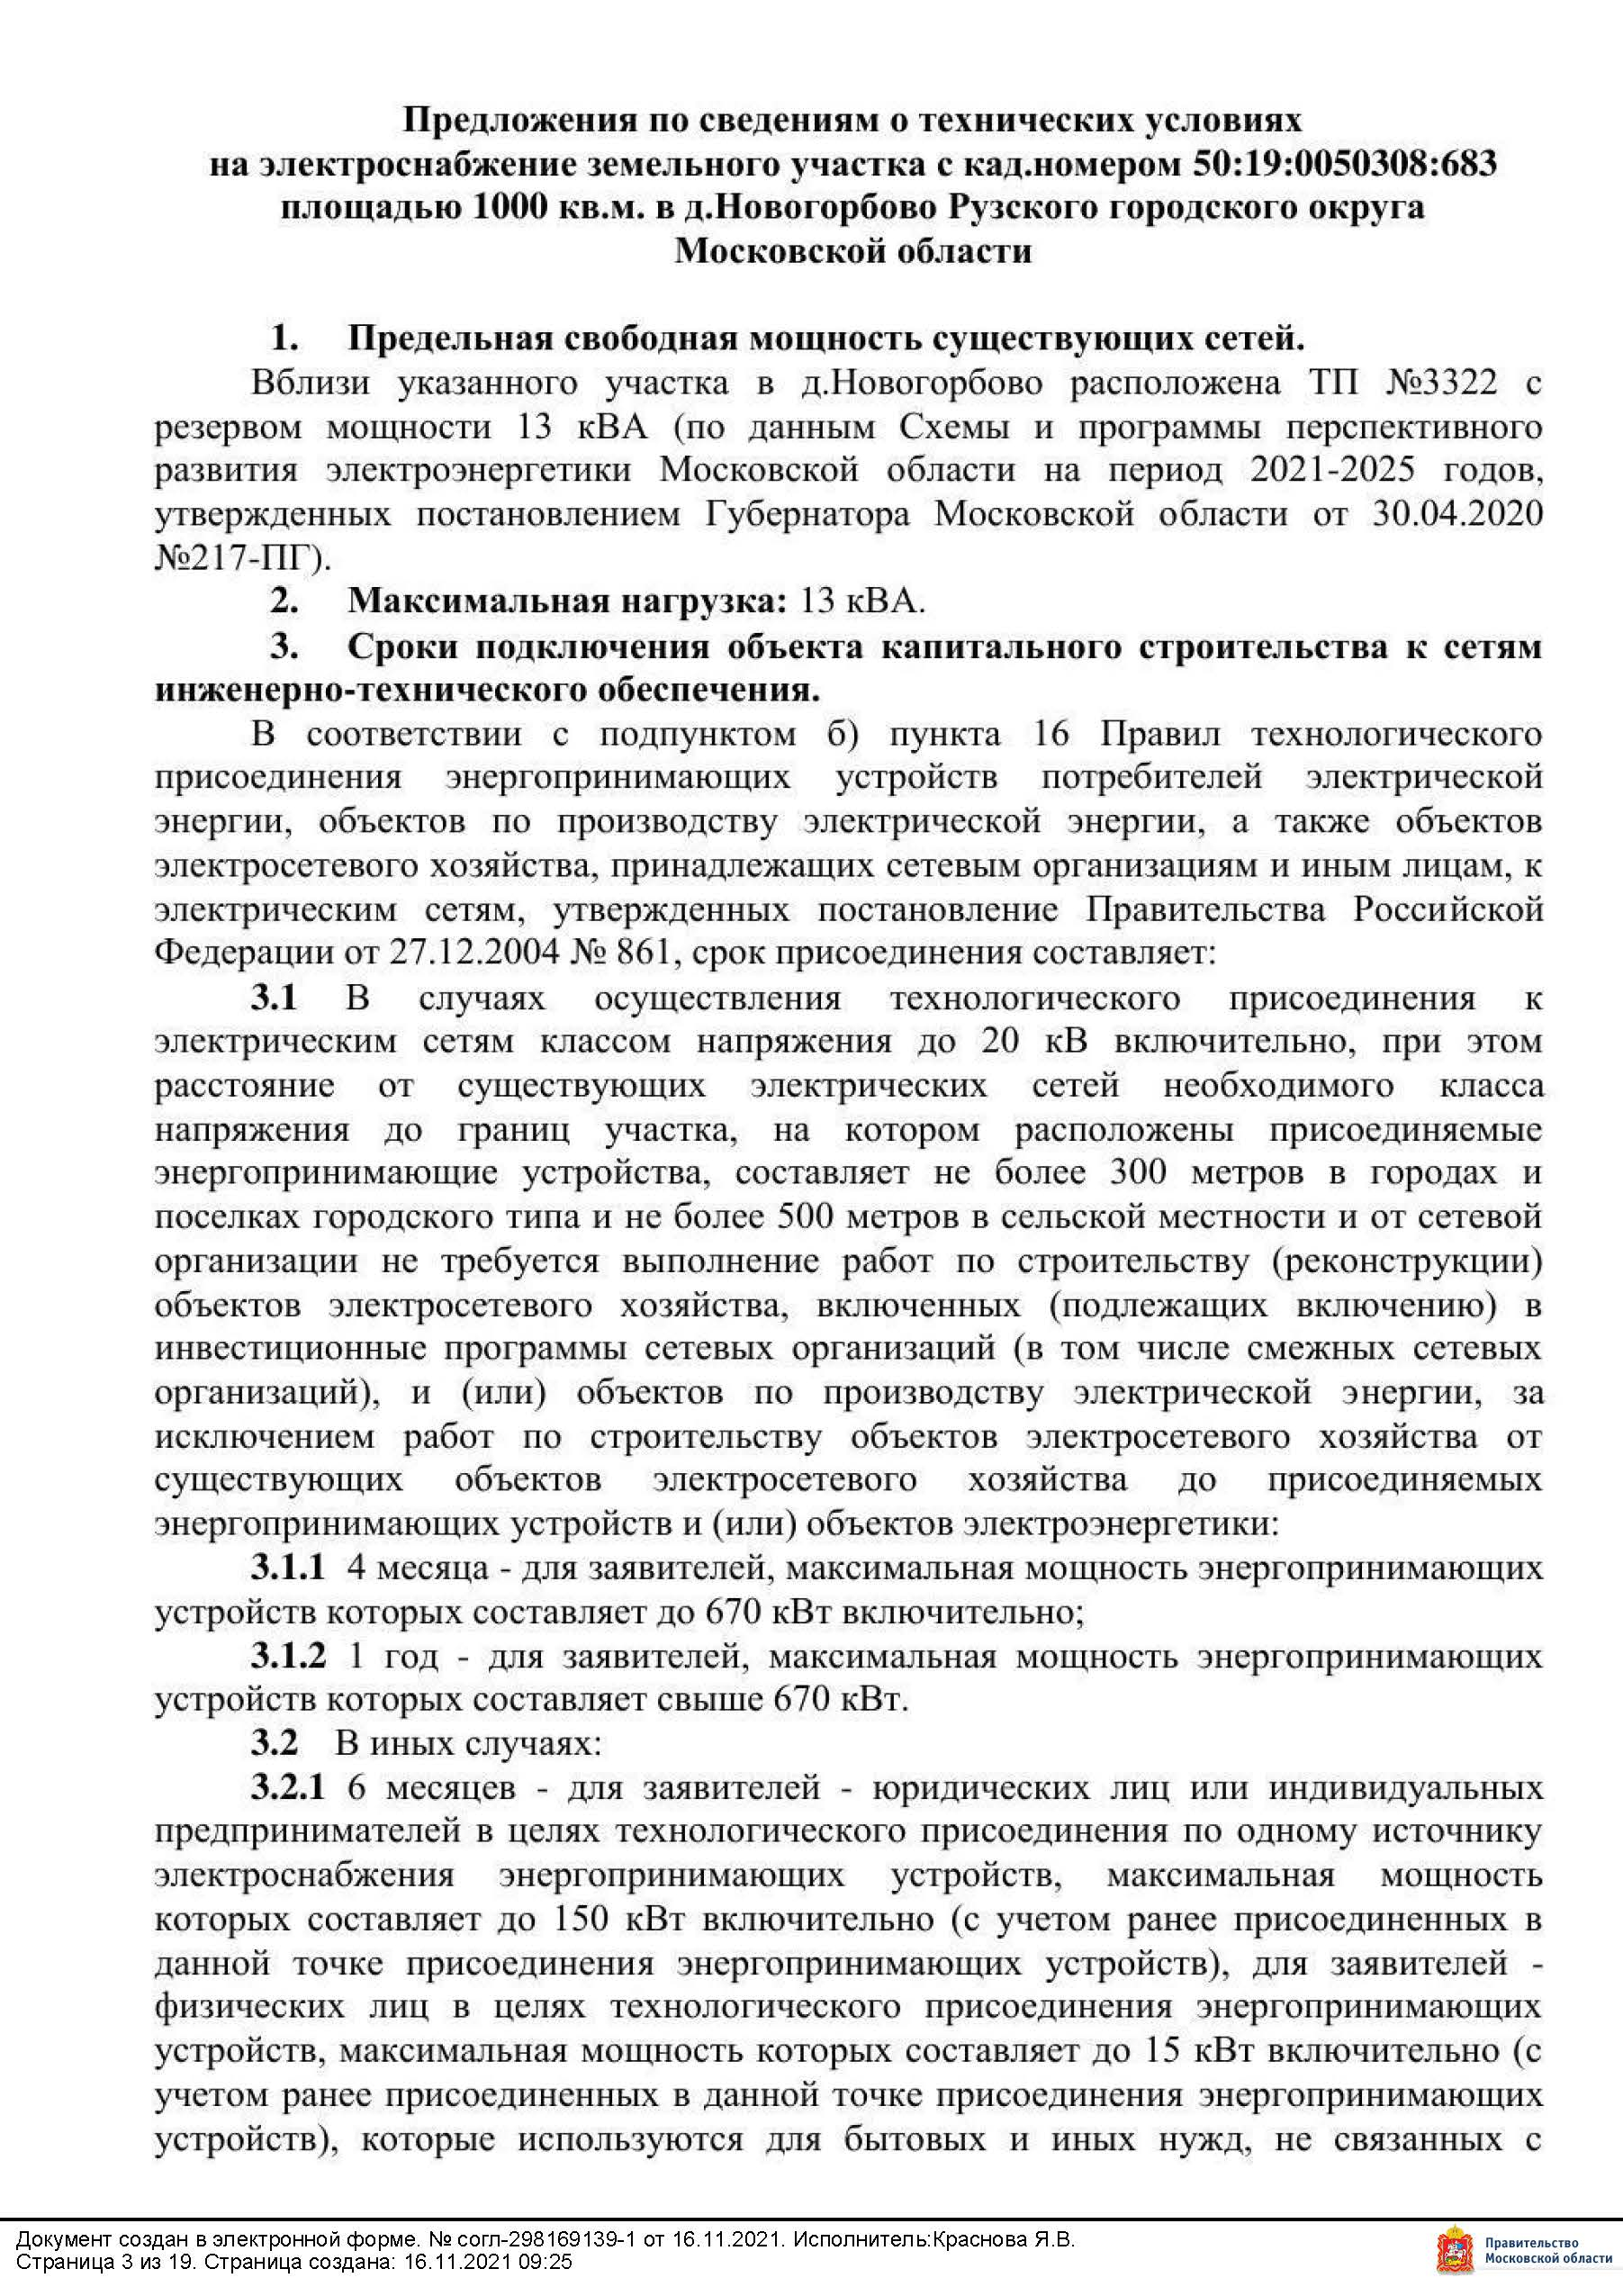 Предложения по сведениям о технических условиях
на электроснабжение земельного участка с кад.номером 50:19:0050308:683
площадью 1000 кв.м. в д.Новогорбово Рузского городского округа
Московской области
1. Предельная свободная мощность существующих сетей.
Вблизи указанного участка в д.Новогорбово расположена ТП №3322 с
резервом мощности 13 кВА (по данным Схемы и программы перспективного
развития электроэнергетики Московской области на период 2021-2025 годов,
утвержденных постановлением Губернатора Московской области от 30.04.2020
№217-ПГ).
2. Максимальная нагрузка: 13 кВА.
3. Сроки подключения объекта капитального строительства к сетям
инженерно-технического обеспечения.
В соответствии с подпунктом б) пункта 16 Правил технологического
присоединения энергопринимающих устройств потребителей электрической
энергии, объектов по производству электрической энергии, а также объектов
электросетевого хозяйства, принадлежащих сетевым организациям и иным лицам, к
электрическим сетям, утвержденных постановление Правительства Российской
Федерации от 27.12.2004 № 861, срок присоединения составляет:
3.1 В случаях осуществления технологического присоединения к
электрическим сетям классом напряжения до 20 кВ включительно, при этом
расстояние от существующих электрических сетей необходимого класса
напряжения до границ участка, на котором расположены присоединяемые
энергопринимающие устройства, составляет не более 300 метров в городах и
поселках городского типа и не более 500 метров в сельской местности и от сетевой
организации не требуется выполнение работ по строительству (реконструкции)
объектов электросетевого хозяйства, включенных (подлежащих включению) в
инвестиционные программы сетевых организаций (в том числе смежных сетевых
организаций), и (или) объектов по производству электрической энергии, за
исключением работ по строительству объектов электросетевого хозяйства от
существующих объектов электросетевого хозяйства до присоединяемых
энергопринимающих устройств и (или) объектов электроэнергетики:
3.1.1 4 месяца - для заявителей, максимальная мощность энергопринимающих
устройств которых составляет до 670 кВт включительно;
3.1.2 1 год - для заявителей, максимальная мощность энергопринимающих
устройств которых составляет свыше 670 кВт.
3.2 В иных случаях:
3.2.1 6 месяцев - для заявителей - юридических лиц или индивидуальных
предпринимателей в целях технологического присоединения по одному источнику
электроснабжения энергопринимающих устройств, максимальная мощность
которых составляет до 150 кВт включительно (с учетом ранее присоединенных в
данной точке присоединения энергопринимающих устройств), для заявителей -
физических лиц в целях технологического присоединения энергопринимающих
устройств, максимальная мощность которых составляет до 15 кВт включительно (с
учетом ранее присоединенных в данной точке присоединения энергопринимающих
устройств), которые используются для бытовых и иных нужд, не связанных с
Документ создан в электронной форме. № согл-298169139-1 от 16.11.2021. Исполнитель:Краснова Я.В.
Страница 3 из 19. Страница создана: 16.11.2021 09:25
Правительство
Московской области